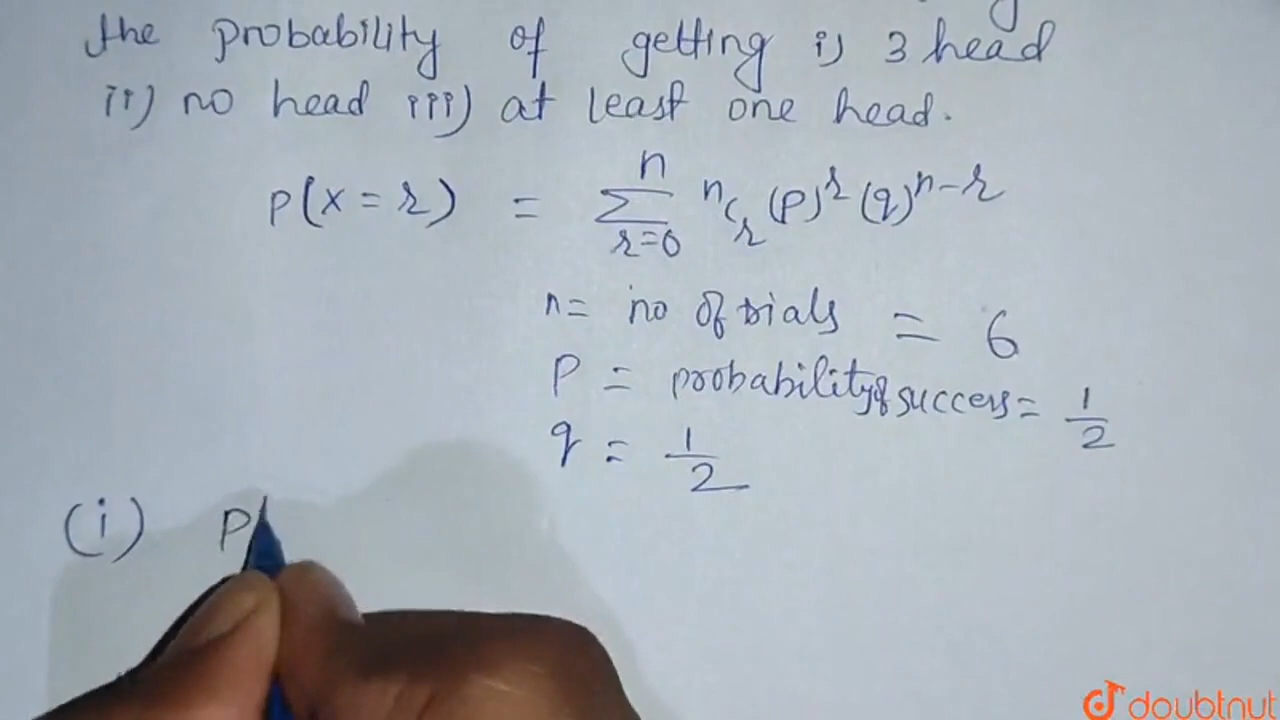 the probability of getting i) 3 head
ii) no head iii) at least one head.
p(x = r) = n∑r=0 ⁿCr (p)^r (q)^n-r
n = no of trials = 6
P = probability of success = 1/2
q = 1/2
(i) P
doubtnut